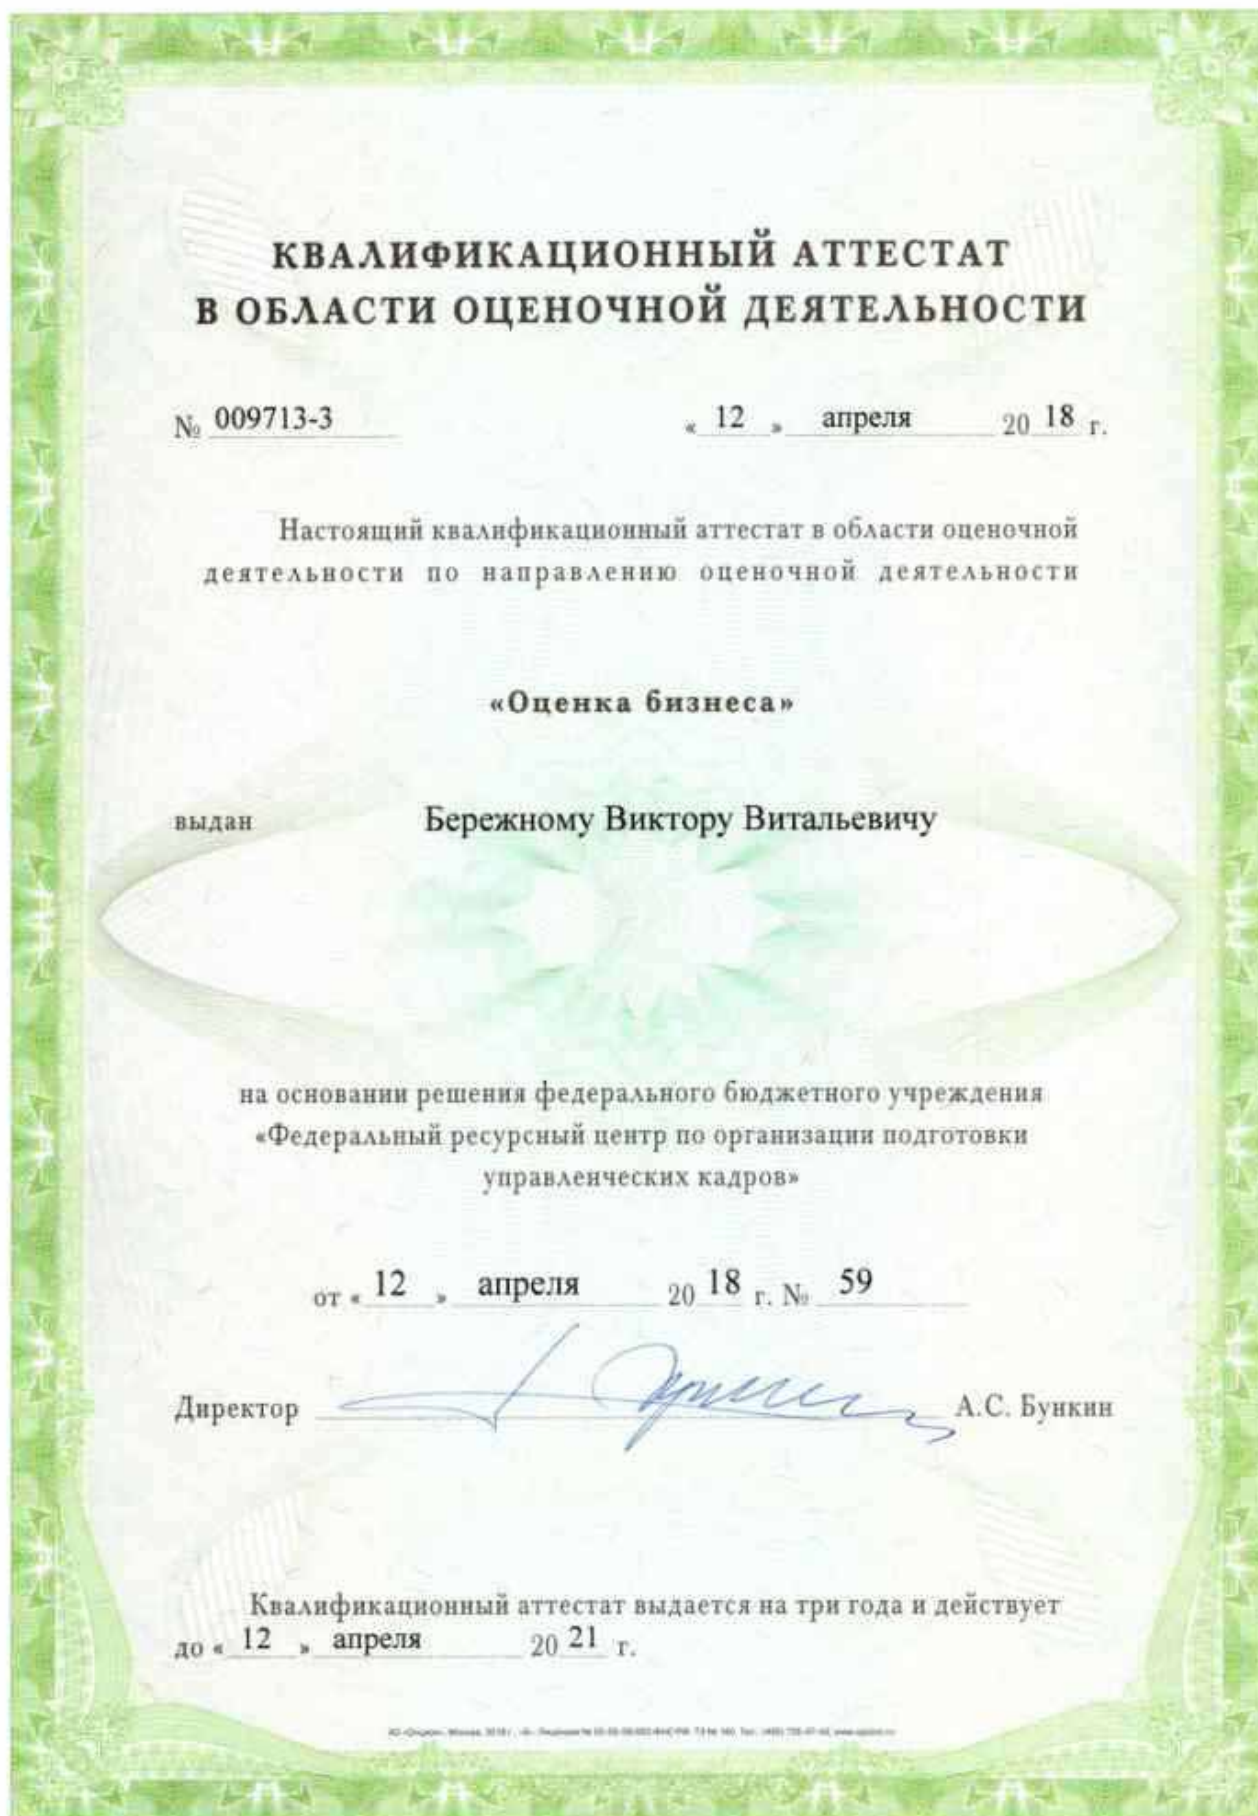 КВАЛИФИКАЦИОННЫЙ АТТЕСТАТ
В ОБЛАСТИ ОЦЕНОЧНОЙ ДЕЯТЕЛЬНОСТИ
№ 009713-3 « 12 » апреля 20 18 г.
Настоящий квалификационный аттестат в области оценочной
деятельности по направлению оценочной деятельности
«Оценка бизнеса»
выдан Бережному Виктору Витальевичу
на основании решения федерального бюджетного учреждения
«Федеральный ресурсный центр по организации подготовки
управленческих кадров»
от « 12 » апреля 20 18 г. № 59
Директор А.С. Бункин
Квалификационный аттестат выдается на три года и действует
до « 12 » апреля 20 21 г.